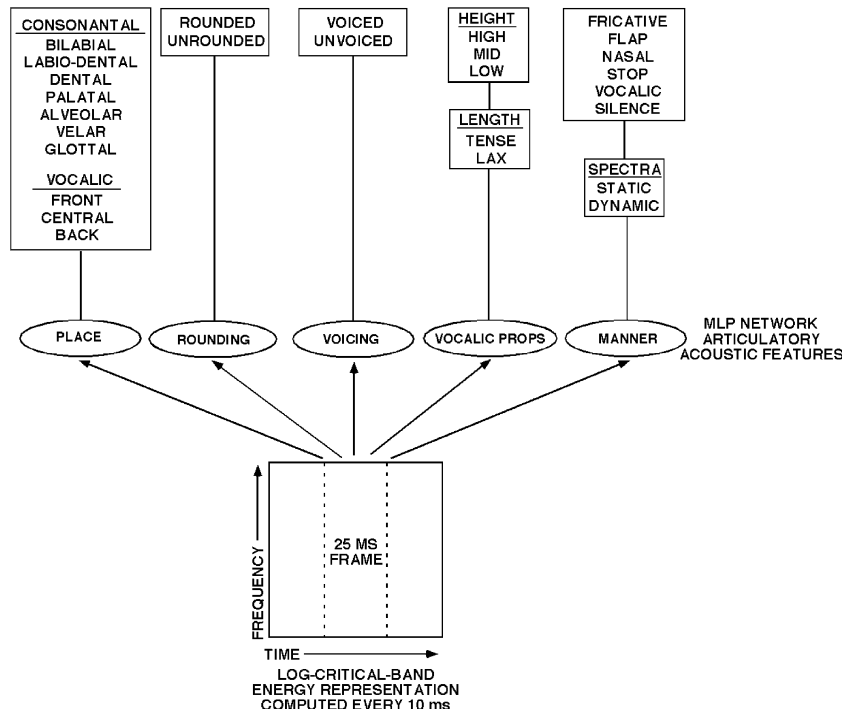 CONSONANTAL
BILABIAL
LABIO-DENTAL
DENTAL
PALATAL
ALVEOLAR
VELAR
GLOTTAL
VOCALIC
FRONT
CENTRAL
BACK
ROUNDED
UNROUNDED
VOICED
UNVOICED
HEIGHT
HIGH
MID
LOW
LENGTH
TENSE
LAX
FRICATIVE
FLAP
NASAL
STOP
VOCALIC
SILENCE
SPECTRA
STATIC
DYNAMIC
PLACE
ROUNDING
VOICING
VOCALIC PROPS
MANNER
MLP NETWORK
ARTICULATORY
ACOUSTIC FEATURES
FREQUENCY
25 MS
FRAME
TIME
LOG-CRITICAL-BAND
ENERGY REPRESENTATION
COMPUTED EVERY 10 ms